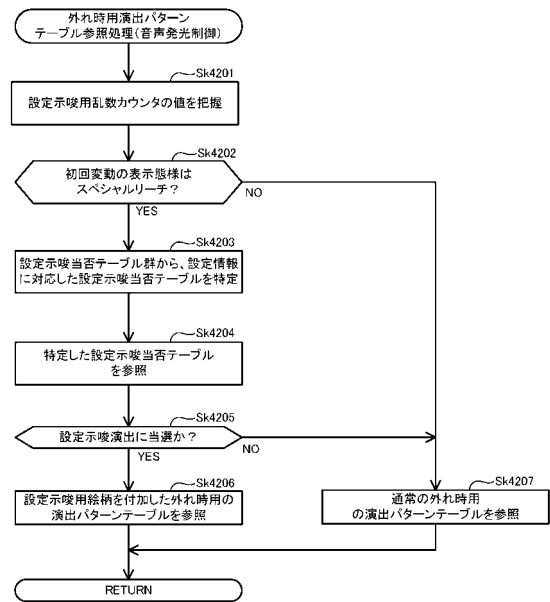 外れ時用演出パターン
テーブル参照処理(音声発光制御)
Sk4201
設定示唆用乱数カウンタの値を把握
Sk4202
初回変動の表示態様は
スペシャルリーチ？
NO
YES
Sk4203
設定示唆当否テーブル群から、設定情報
に対応した設定示唆当否テーブルを特定
Sk4204
特定した設定示唆当否テーブル
を参照
Sk4205
設定示唆演出に当選か？
NO
YES
Sk4206
設定示唆用絵柄を付加した外れ時用の
演出パターンテーブルを参照
Sk4207
通常の外れ時用
の演出パターンテーブルを参照
RETURN